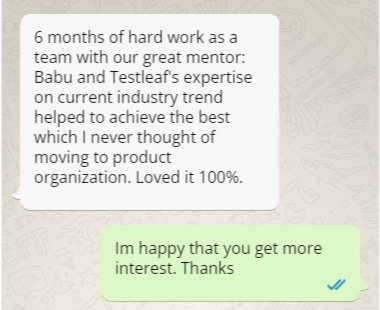 6 months of hard work as a
team with our great mentor:
Babu and Testleaf's expertise
on current industry trend
helped to achieve the best
which I never thought of
moving to product
organization. Loved it 100%.
Im happy that you get more
interest. Thanks